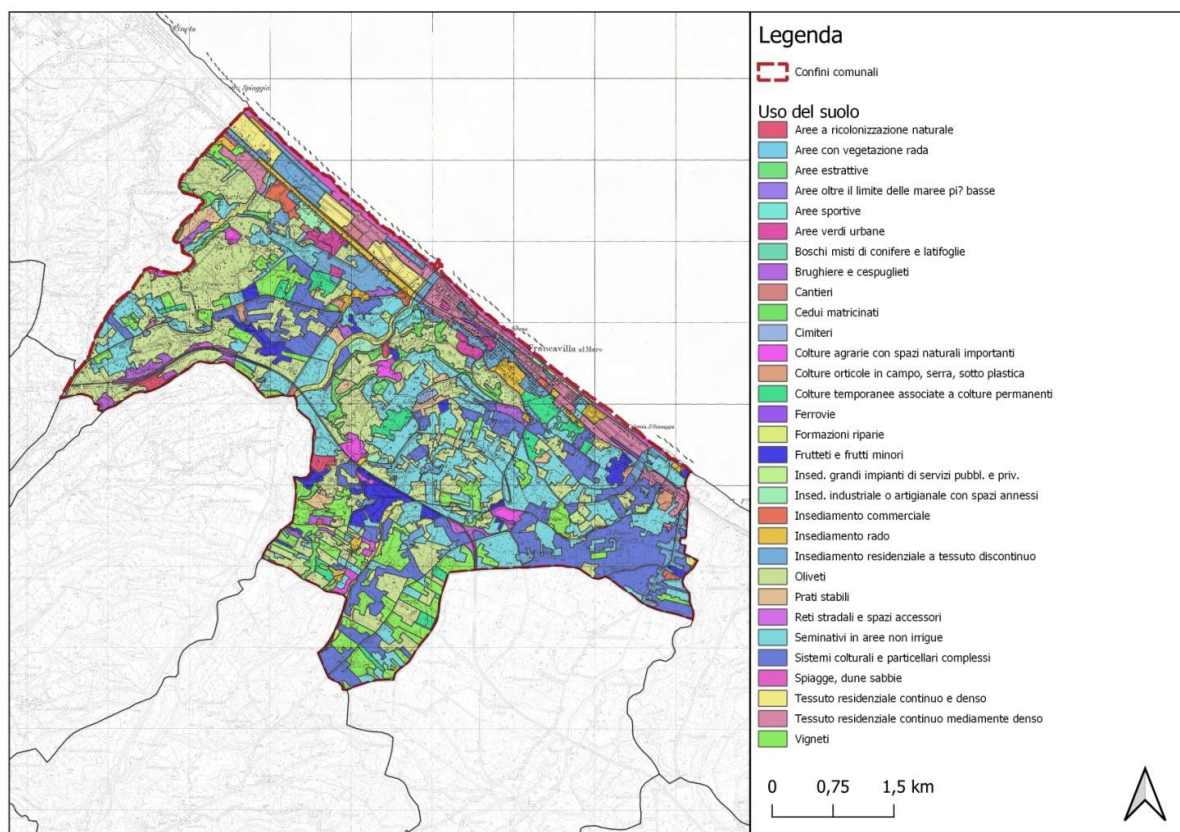 Pineta
Spiaggia
Francavilla al Mare
Legenda
Confini comunali
Uso del suolo
Aree a ricolonizzazione naturale
Aree con vegetazione rada
Aree estrattive
Aree oltre il limite delle maree pi? basse
Aree sportive
Aree verdi urbane
Boschi misti di conifere e latifoglie
Brughiere e cespuglieti
Cantieri
Cedui matricinati
Cimiteri
Colture agrarie con spazi naturali importanti
Colture orticole in campo, serra, sotto plastica
Colture temporanee associate a colture permanenti
Ferrovie
Formazioni riparie
Frutteti e frutti minori
Insed. grandi impianti di servizi pubbl. e priv.
Insed. industriale o artigianale con spazi annessi
Insediamento commerciale
Insediamento rado
Insediamento residenziale a tessuto discontinuo
Oliveti
Prati stabili
Reti stradali e spazi accessori
Seminativi in aree non irrigue
Sistemi colturali e particellari complessi
Spiagge, dune sabbie
Tessuto residenziale continuo e denso
Tessuto residenziale continuo mediamente denso
Vigneti
0 0,75 1,5 km